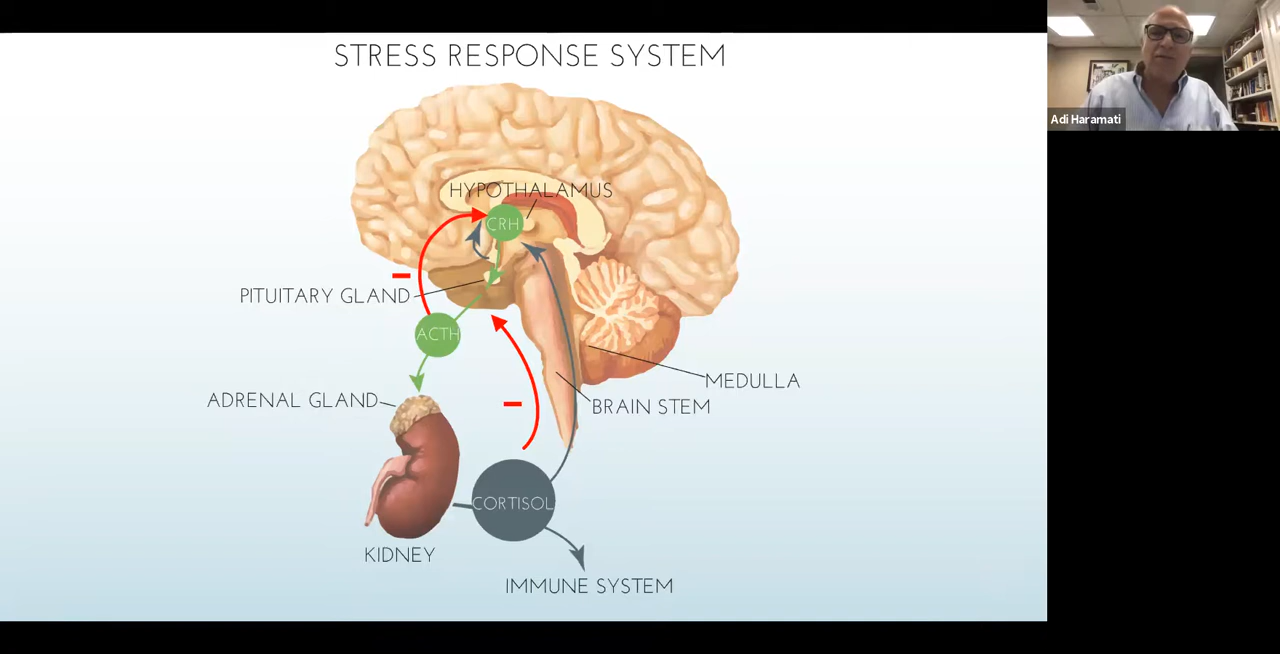 STRESS RESPONSE SYSTEM
Adi Haramati
HYPOTHALAMUS
CRH
PITUITARY GLAND
ACTH
MEDULLA
ADRENAL GLAND
BRAIN STEM
CORTISOL
KIDNEY
IMMUNE SYSTEM